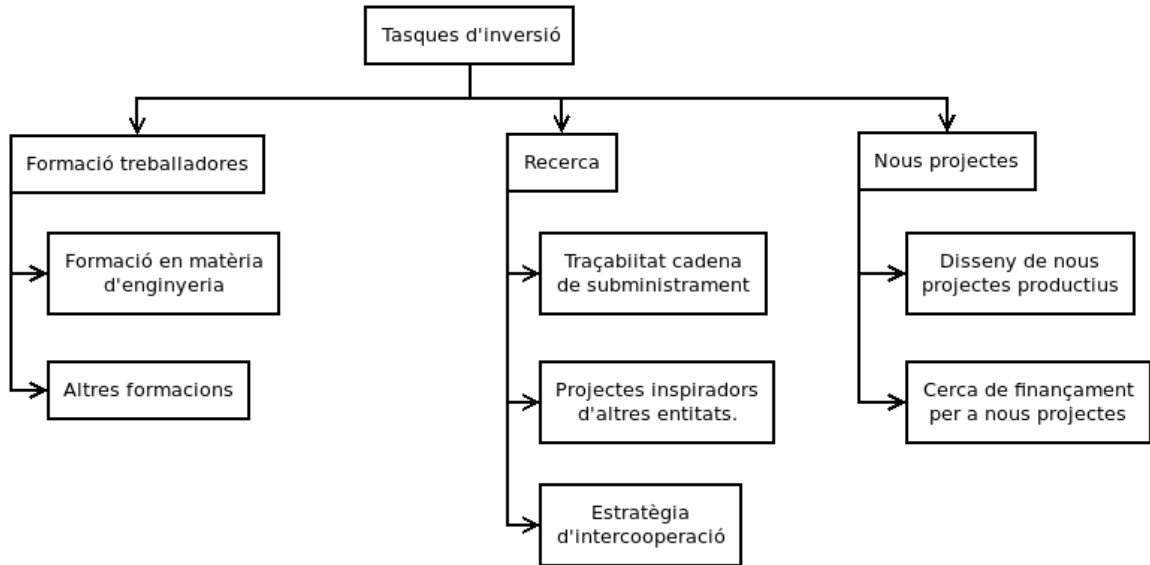 Tasques d'inversió
Formació treballadores
Recerca
Nous projectes
Formació en matèria
d'enginyeria
Altres formacions
Traçabiitat cadena
de subministrament
Projectes inspiradors
d'altres entitats.
Estratègia
d'intercooperació
Disseny de nous
projectes productius
Cerca de finançament
per a nous projectes